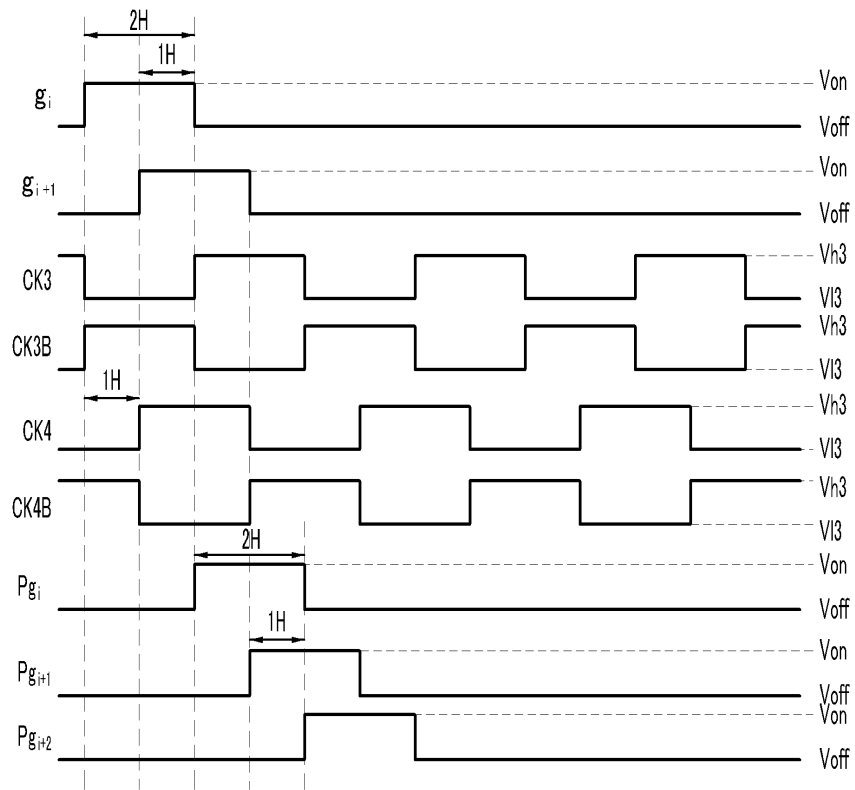 2H
1H
gᵢ
Von
Voff
gᵢ₊₁
Von
Voff
CK3
Vh3
Vl3
CK3B
Vh3
Vl3
1H
CK4
Vh3
Vl3
CK4B
Vh3
Vl3
2H
Pgᵢ
Von
Voff
1H
Pgᵢ₊₁
Von
Voff
Pgᵢ₊₂
Von
Voff